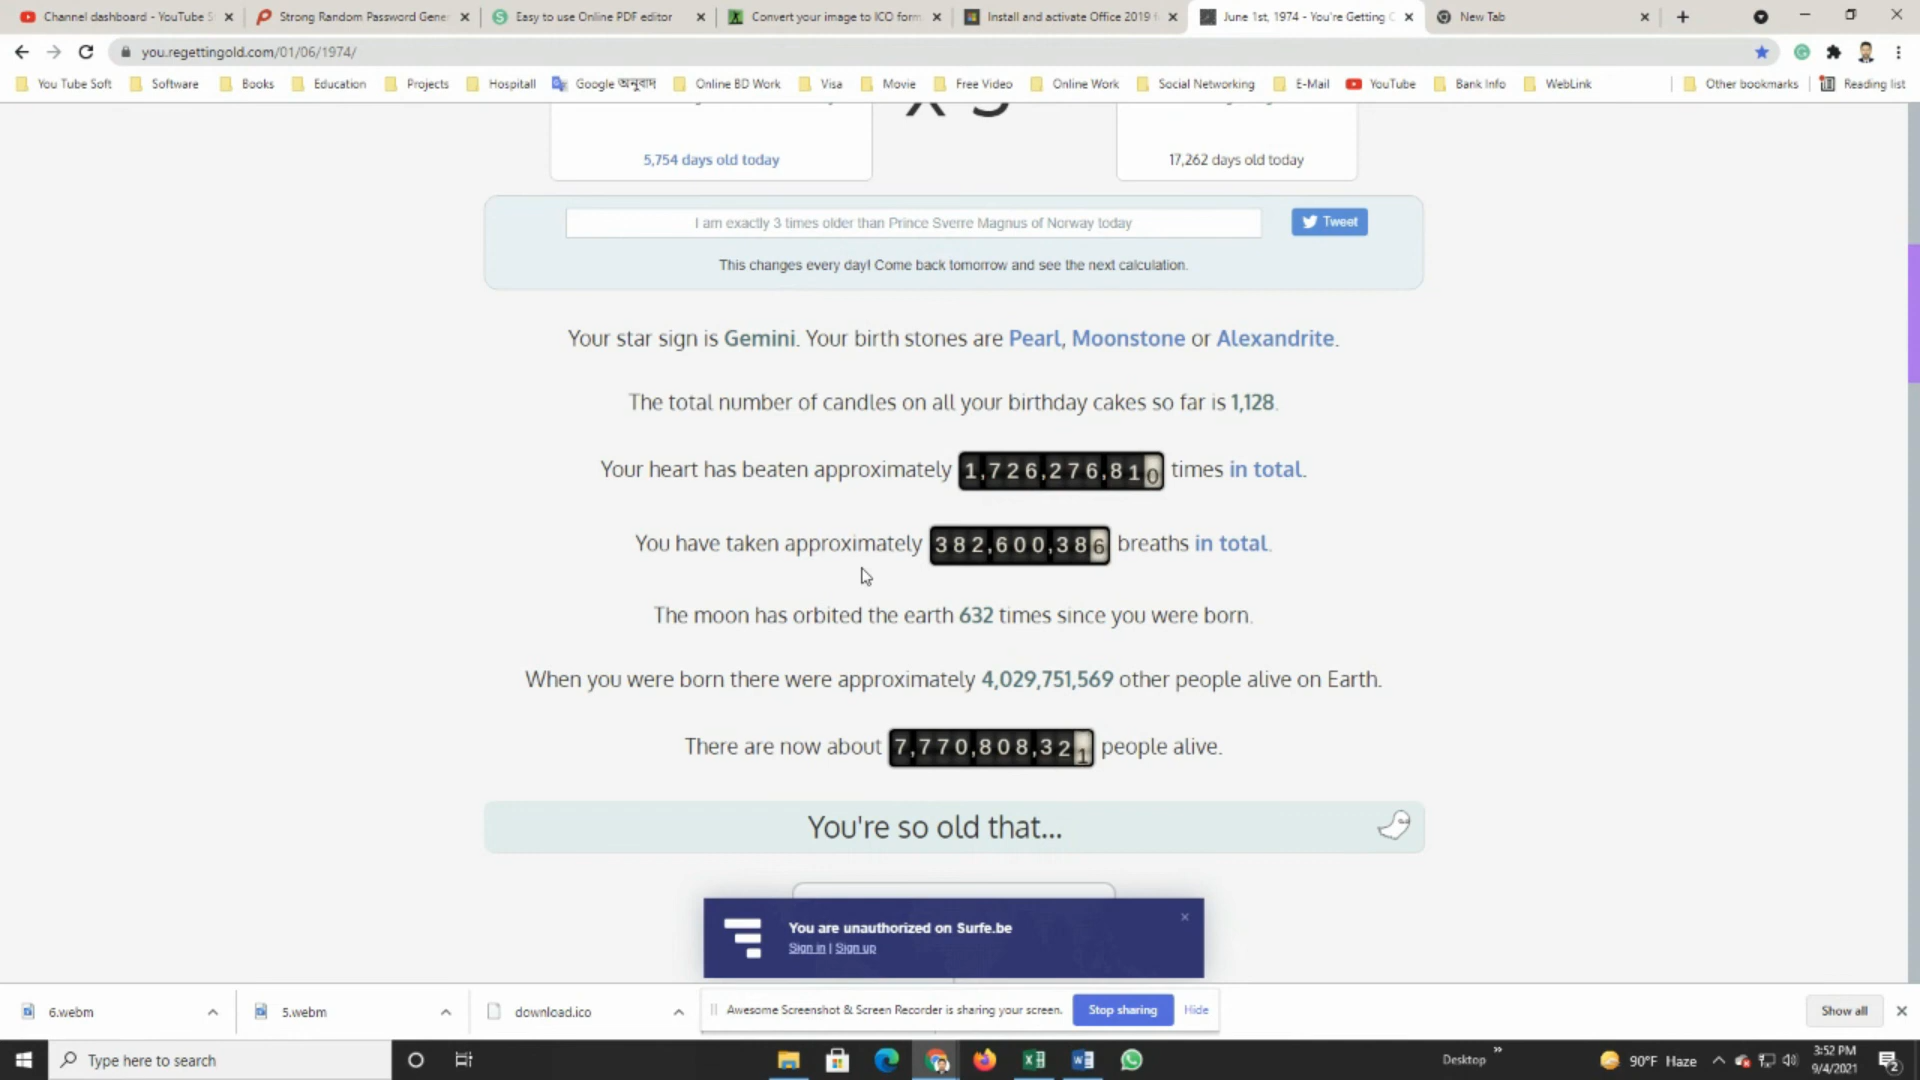 Channel dashboard - YouTube S
Strong Random Password Gene
Easy to use Online PDF editor
Convert your image to ICO form
Install and activate Office 2019 f
June 1st, 1974 - You're Getting O
New Tab
you.regettingold.com/01/06/1974/
You Tube Soft
Software
Books
Education
Projects
Hospitall
Google অনুবাদ
Online BD Work
Visa
Movie
Free Video
Online Work
Social Networking
E-Mail
YouTube
Bank Info
WebLink
Other bookmarks
Reading list
x 3
5,754 days old today
17,262 days old today
I am exactly 3 times older than Prince Sverre Magnus of Norway today
Tweet
This changes every day! Come back tomorrow and see the next calculation.
Your star sign is Gemini. Your birth stones are Pearl, Moonstone or Alexandrite.
The total number of candles on all your birthday cakes so far is 1,128.
Your heart has beaten approximately 1,726,276,810 times in total.
You have taken approximately 382,600,386 breaths in total.
The moon has orbited the earth 632 times since you were born.
When you were born there were approximately 4,029,751,569 other people alive on Earth.
There are now about 7,770,808,321 people alive.
You're so old that...
You are unauthorized on Surfe.be
Sign in | Sign up
6.webm
5.webm
download.ico
Awesome Screenshot & Screen Recorder is sharing your screen.
Stop sharing
Hide
Show all
Type here to search
Desktop
90°F Haze
3:52 PM
9/4/2021
2